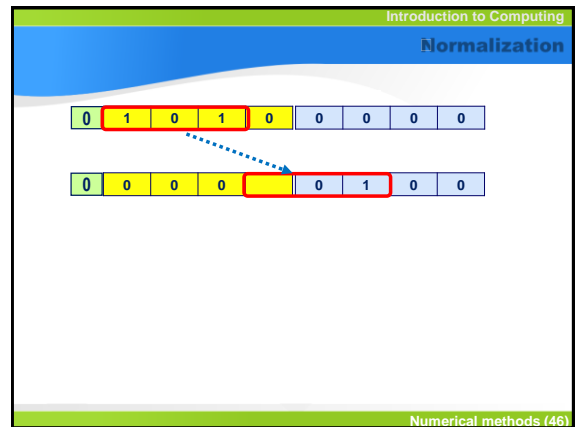 Introduction to Computing
Normalization
0 1 0 1 0 0 0 0 0
0 0 0 0 0 1 0 0
Numerical methods (46)